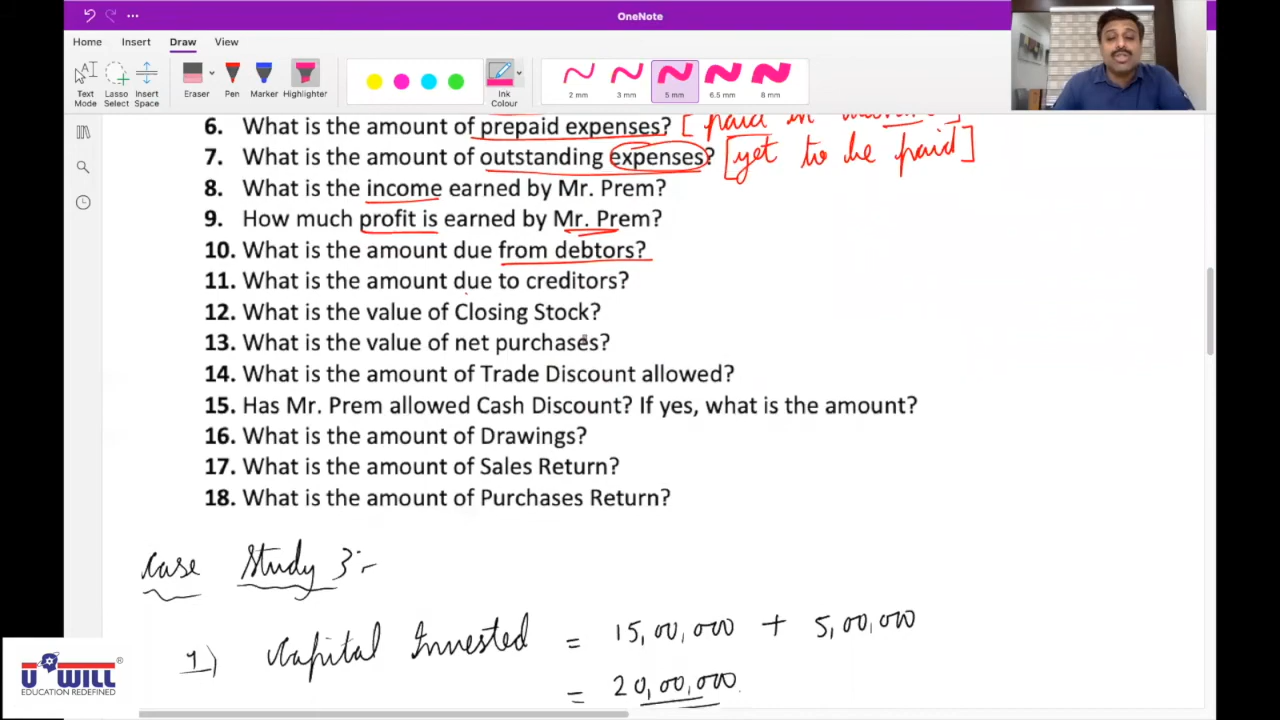 OneNote
Home Insert Draw View
Text Mode Lasso Select Insert Space Eraser Pen Marker Highlighter Ink Colour 2 mm 3 mm 5 mm 6.5 mm 8 mm
6. What is the amount of prepaid expenses? [paid in
7. What is the amount of outstanding expenses? [yet to be paid]
8. What is the income earned by Mr. Prem?
9. How much profit is earned by Mr. Prem?
10. What is the amount due from debtors?
11. What is the amount due to creditors?
12. What is the value of Closing Stock?
13. What is the value of net purchases?
14. What is the amount of Trade Discount allowed?
15. Has Mr. Prem allowed Cash Discount? If yes, what is the amount?
16. What is the amount of Drawings?
17. What is the amount of Sales Return?
18. What is the amount of Purchases Return?
Case Study 3:-
1) Capital Invested = 15,00,000 + 5,00,000
= 20,00,000
U WILL ®
EDUCATION REDEFINED